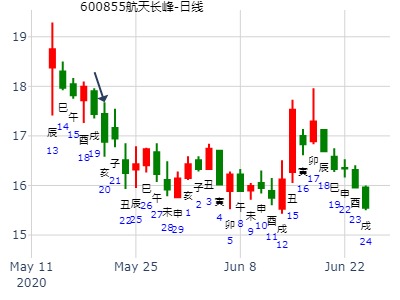 600855航天长峰-日线
19
18
17
16
15
辰 13
巳 14
午 15
酉 18
戌 19
亥 20
子 21
丑 22
辰 25
巳 26
午 27
未 28
申 29
亥 1
子 2
丑 3
寅 4
卯 5
午 8
未 9
申 10
酉 11
戌 12
丑 15
寅 16
卯 17
辰 18
巳 19
申 22
酉 23
戌 24
May 11
2020
May 25
Jun 8
Jun 22